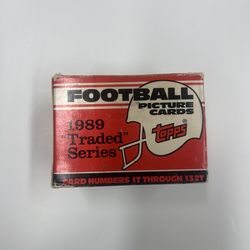 FOOTBALL
PICTURE
CARDS
1989
"Traded"
Series
TOPPS®
CARD NUMBERS 1T THROUGH 132T